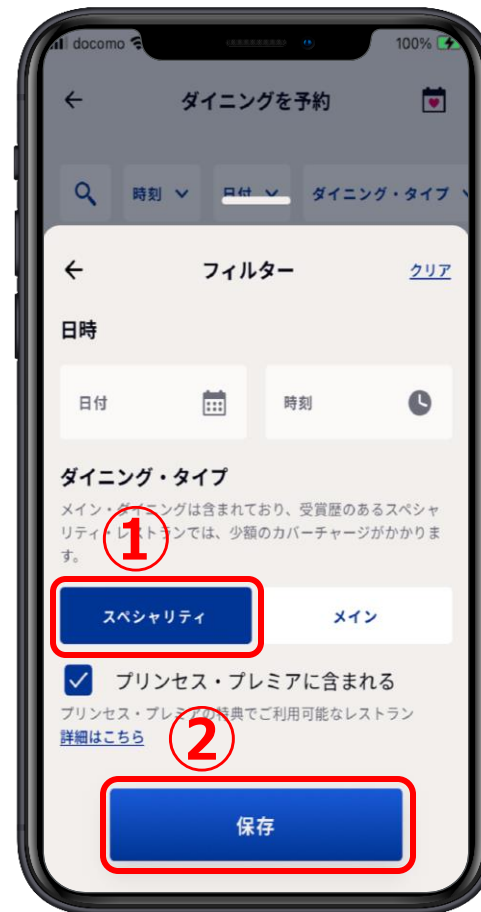 docomo 100%
ダイニングを予約
時刻 日付 ダイニング・タイプ
フィルター クリア
日時
日付 時刻
ダイニング・タイプ
メイン・ダイニングは含まれており、受賞歴のあるスペシャ
リティ・レストランでは、少額のカバーチャージがかかりま
す。
①
スペシャリティ メイン
プリンセス・プレミアに含まれる
プリンセス・プレミアの特典でご利用可能なレストラン
詳細はこちら
②
保存